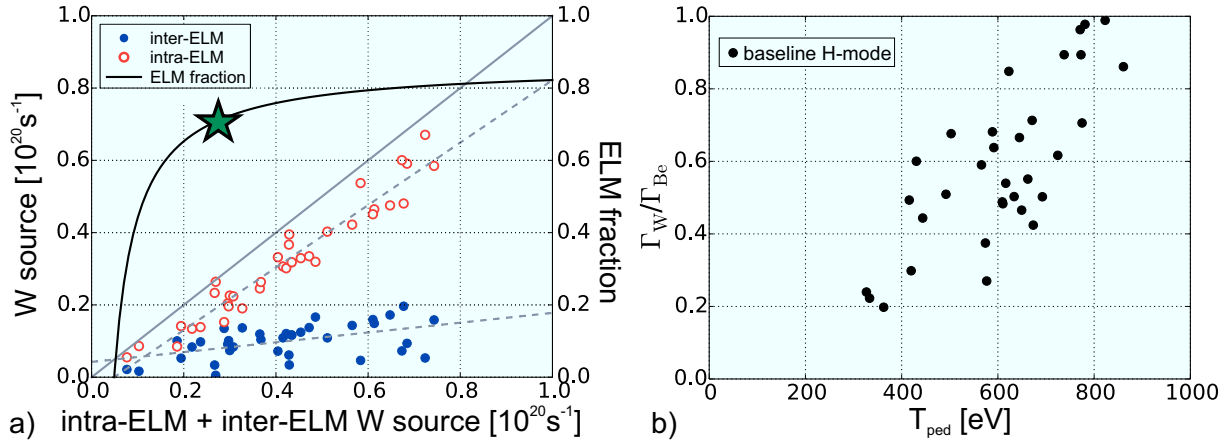 1.0
0.8
0.6
0.4
0.2
0.0
W source [10²⁰s⁻¹]
inter-ELM
intra-ELM
ELM fraction
1.0
0.8
0.6
0.4
0.2
0.0
ELM fraction
0.0 0.2 0.4 0.6 0.8 1.0
a) intra-ELM + inter-ELM W source [10²⁰s⁻¹]
1.0
0.8
0.6
0.4
0.2
0.0
Γ_W/Γ_Be
baseline H-mode
0 200 400 600 800 1000
b) T_ped [eV]